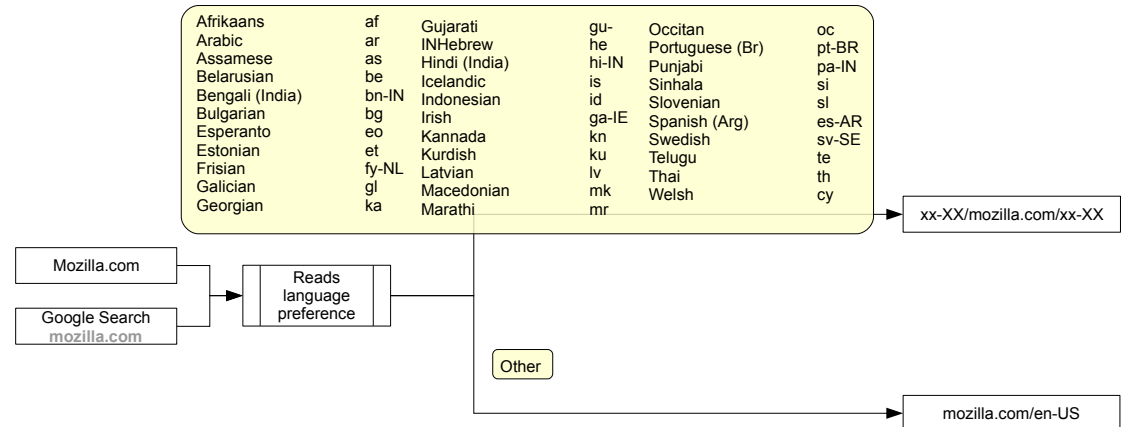 Afrikaans af
Arabic ar
Assamese as
Belarusian be
Bengali (India) bn-IN
Bulgarian bg
Esperanto eo
Estonian et
Frisian fy-NL
Galician gl
Georgian ka
Gujarati gu-
INHebrew he
Hindi (India) hi-IN
Icelandic is
Indonesian id
Irish ga-IE
Kannada kn
Kurdish ku
Latvian lv
Macedonian mk
Marathi mr
Occitan oc
Portuguese (Br) pt-BR
Punjabi pa-IN
Sinhala si
Slovenian sl
Spanish (Arg) es-AR
Swedish sv-SE
Telugu te
Thai th
Welsh cy
xx-XX/mozilla.com/xx-XX
Mozilla.com
Google Search
mozilla.com
Reads
language
preference
Other
mozilla.com/en-US